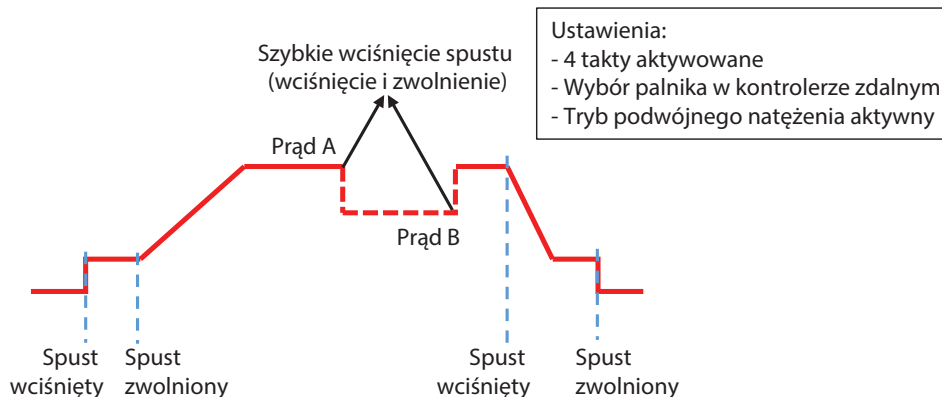 Ustawienia:
- 4 takty aktywowane
- Wybór palnika w kontrolerze zdalnym
- Tryb podwójnego natężenia aktywny
Szybkie wciśnięcie spustu
(wciśnięcie i zwolnienie)
Prąd A
Prąd B
Spust
wciśnięty
Spust
zwolniony
Spust
wciśnięty
Spust
zwolniony